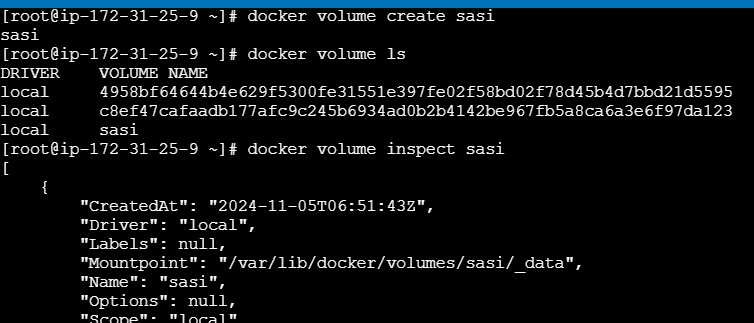 [root@ip-172-31-25-9 ~]# docker volume create sasi
sasi
[root@ip-172-31-25-9 ~]# docker volume ls
DRIVER    VOLUME NAME
local     4958bf64644b4e629f5300fe31551e397fe02f58bd02f78d45b4d7bbd21d5595
local     c8ef47cafaadb177afc9c245b6934ad0b2b4142be967fb5a8ca6a3e6f97da123
local     sasi
[root@ip-172-31-25-9 ~]# docker volume inspect sasi
[
    {
        "CreatedAt": "2024-11-05T06:51:43Z",
        "Driver": "local",
        "Labels": null,
        "Mountpoint": "/var/lib/docker/volumes/sasi/_data",
        "Name": "sasi",
        "Options": null,
        "Scope": "local"